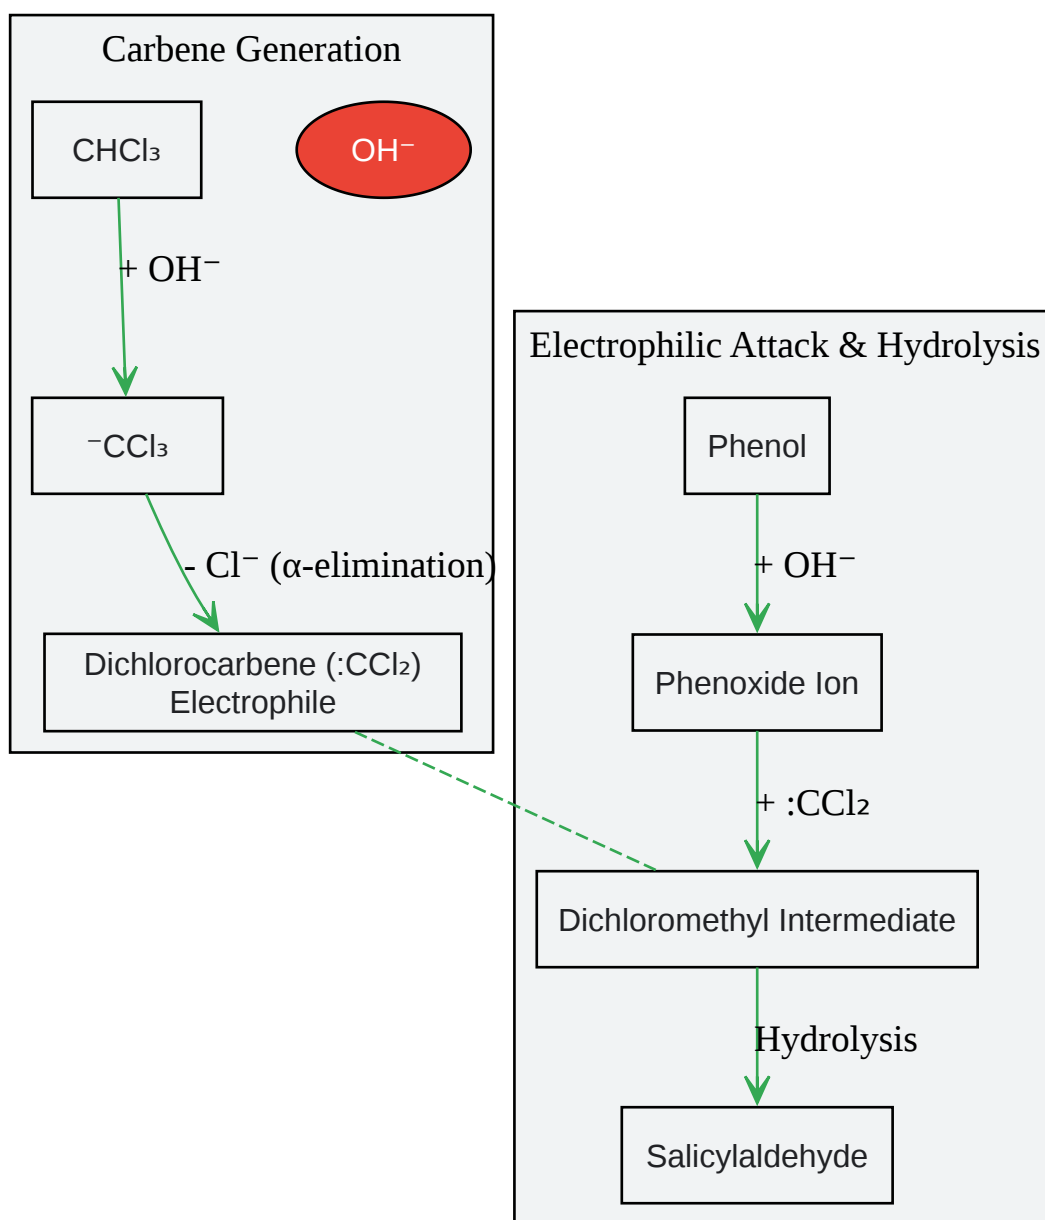 Carbene Generation
CHCl₃
OH⁻
+ OH⁻
⁻CCl₃
- Cl⁻ (α-elimination)
Dichlorocarbene (:CCl₂)
Electrophile
Electrophilic Attack & Hydrolysis
Phenol
+ OH⁻
Phenoxide Ion
+ :CCl₂
Dichloromethyl Intermediate
Hydrolysis
Salicylaldehyde